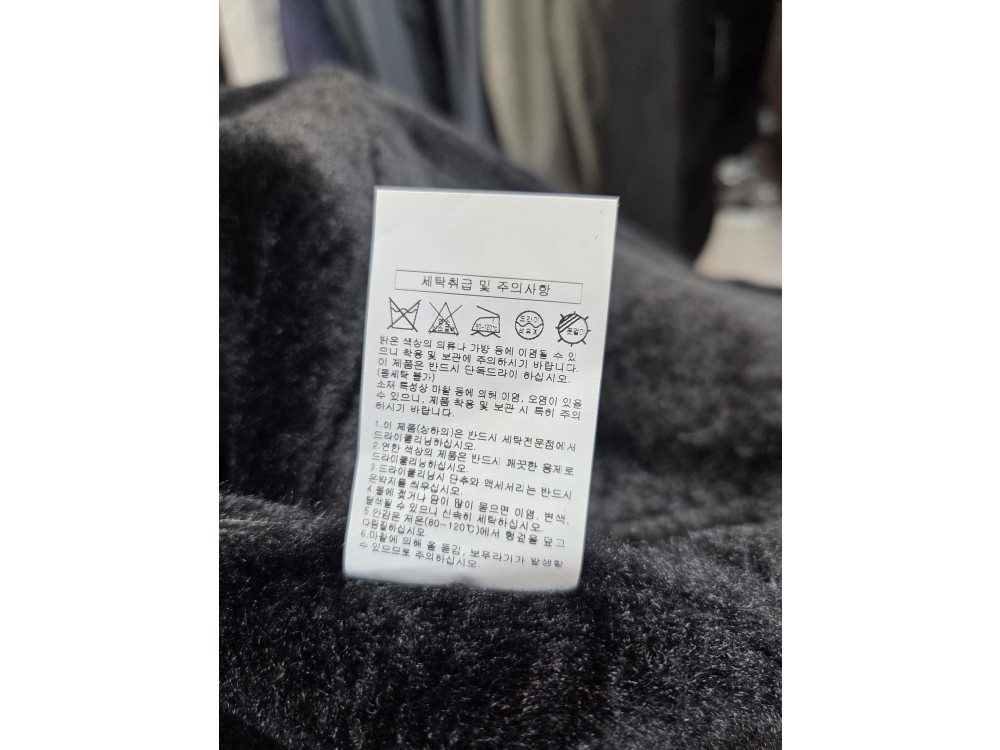 세탁취급 및 주의사항
60-120℃
드라이
석유계
밝은 색상의 의류나 가방 등에 이염될 수 있
으니 착용 및 보관에 주의하시기 바랍니다.
이 제품은 반드시 단독드라이 하십시오.
(물세탁 불가)
소재 특성상 마찰 등에 의해 이염, 오염이 있을
수 있으니, 제품 착용 및 보관 시 특히 주의
하시기 바랍니다.
1.이 제품(상하의)은 반드시 세탁전문점에서
드라이클리닝하십시오.
2.연한 색상의 제품은 반드시 깨끗한 용제로
드라이클리닝하십시오.
3.드라이클리닝시 단추와 액세서리는 반드시
은박지를 씌우십시오.
4.물에 젖거나 땀이 많이 묻으면 이염, 변색,
탈색될 수 있으니 신속히 세탁하십시오.
5.안감은 저온(60-120℃)에서 헝겊을 덮고
다림질하십시오
6.마찰에 의해 올 뜯김, 보푸라기가 발생할
수 있으므로 주의하십시오.